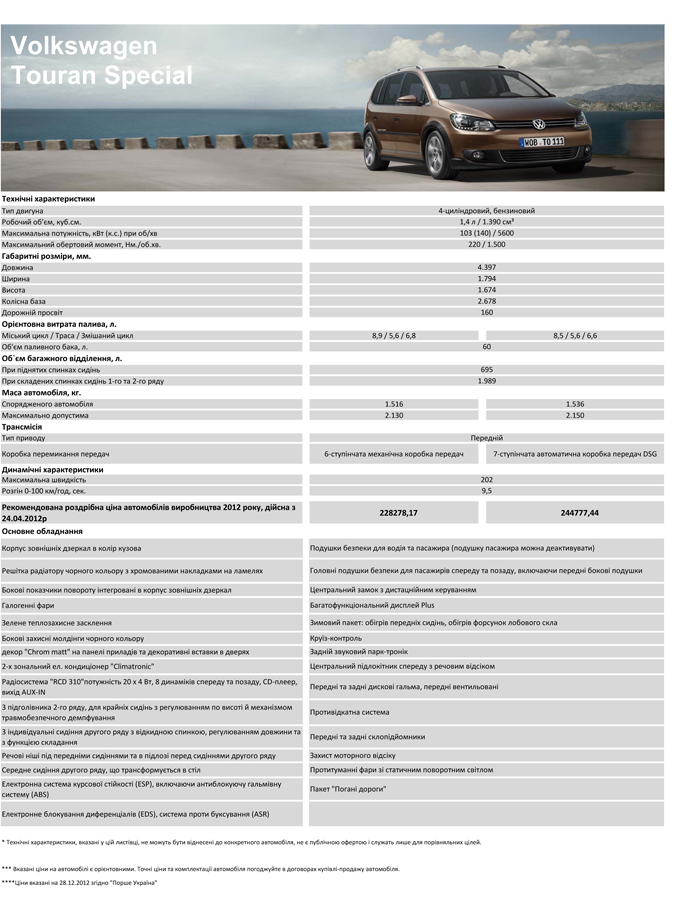 Volkswagen
Touran Special
WOB TO 111
Технічні характеристики
Тип двигуна 4-циліндровий, бензиновий
Робочий об'єм, куб.см. 1,4 л / 1.390 см³
Максимальна потужність, кВт (к.с.) при об/хв 103 (140) / 5600
Максимальний обертовий момент, Нм./об.хв. 220 / 1.500
Габаритні розміри, мм.
Довжина 4.397
Ширина 1.794
Висота 1.674
Колісна база 2.678
Дорожній просвіт 160
Орієнтовна витрата палива, л.
Міський цикл / Траса / Змішаний цикл 8,9 / 5,6 / 6,8 8,5 / 5,6 / 6,6
Об'єм паливного бака, л. 60
Об`єм багажного відділення, л.
При піднятих спинках сидінь 695
При складених спинках сидінь 1-го та 2-го ряду 1.989
Маса автомобіля, кг.
Спорядженого автомобіля 1.516 1.536
Максимально допустима 2.130 2.150
Трансмісія
Тип приводу Передній
Коробка перемикання передач 6-ступінчата механічна коробка передач 7-ступінчата автоматична коробка передач DSG
Динамічні характеристики
Максимальна швидкість 202
Розгін 0-100 км/год, сек. 9,5
Рекомендована роздрібна ціна автомобілів виробництва 2012 року, дійсна з
24.04.2012р 228278,17 244777,44
Основне обладнання
Корпус зовнішніх дзеркал в колір кузова Подушки безпеки для водія та пасажира (подушку пасажира можна деактивувати)
Решітка радіатору чорного кольору з хромованими накладками на ламелях Головні подушки безпеки для пасажирів спереду та позаду, включаючи передні бокові подушки
Бокові покажчики повороту інтегровані в корпус зовнішніх дзеркал Центральний замок з дистаційним керуванням
Галогенні фари Багатофункціональний дисплей Plus
Зелене теплозахисне засклення Зимовий пакет: обігрів передніх сидінь, обігрів форсунок лобового скла
Бокові захисні молдінги чорного кольору Круїз-контроль
декор "Chrom matt" на панелі приладів та декоративні вставки в дверях Задній звуковий парк-тронік
2-х зональний ел. кондиціонер "Climatronic" Центральний підлокітник спереду з речовим відсіком
Радіосистема "RCD 310"потужність 20 х 4 Вт, 8 динаміків спереду та позаду, CD-плеер,
вихід AUX-IN Передні та задні дискові гальма, передні вентильовані
3 підголівника 2-го ряду, для крайніх сидінь з регулюванням по висоті й механізмом
травмобезпечного демпфування Противідкатна система
3 індивідуальні сидіння другого ряду з відкидною спинкою, регулюванням довжини та
з функцією складання Передні та задні склопідйомники
Речові ніші під передніми сидіннями та в підлозі перед сидіннями другого ряду Захист моторного відсіку
Середнє сидіння другого ряду, що трансформується в стіл Протитуманні фари зі статичним поворотним світлом
Електронна система курсової стійкості (ESP), включаючи антиблокуючу гальмівну
систему (ABS) Пакет "Погані дороги"
Електронне блокування диференціалів (EDS), система проти буксування (ASR)
* Технічні характеристики, вказані у цій листівці, не можуть бути віднесені до конкретного автомобіля, не є публічною офертою і служать лише для порівняльних цілей.
*** Вказані ціни на автомобілі є орієнтовними. Точні ціни та комплектації автомобіля погоджуйте в договорах купівлі-продажу автомобіля.
****Ціни вказані на 28.12.2012 згідно "Порше Україна"